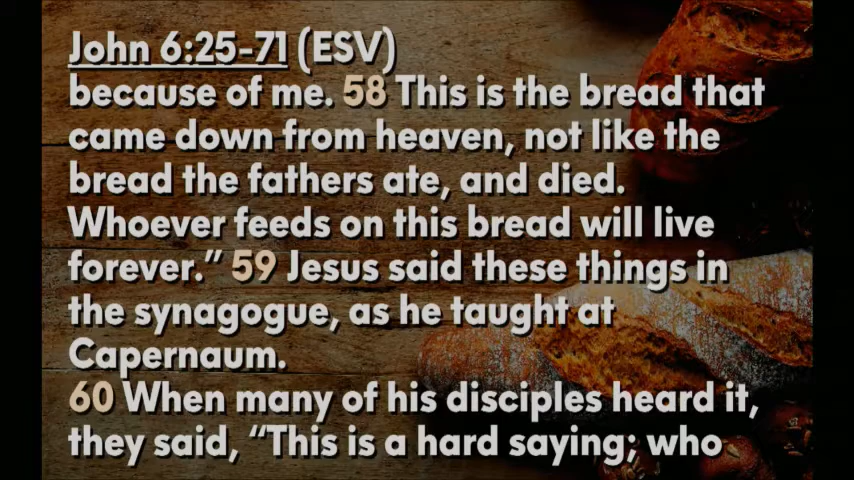 John 6:25-71 (ESV)
because of me. 58 This is the bread that
came down from heaven, not like the
bread the fathers ate, and died.
Whoever feeds on this bread will live
forever.” 59 Jesus said these things in
the synagogue, as he taught at
Capernaum.
60 When many of his disciples heard it,
they said, “This is a hard saying; who